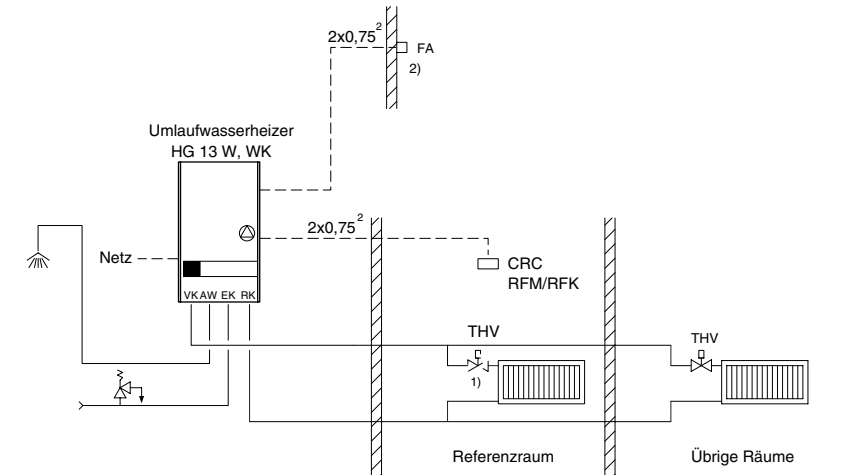 2x0,75²
FA
2)
Umlaufwasserheizer
HG 13 W, WK
2x0,75²
Netz
CRC
RFM/RFK
VK AW EK RK
THV
THV
1)
Referenzraum
Übrige Räume